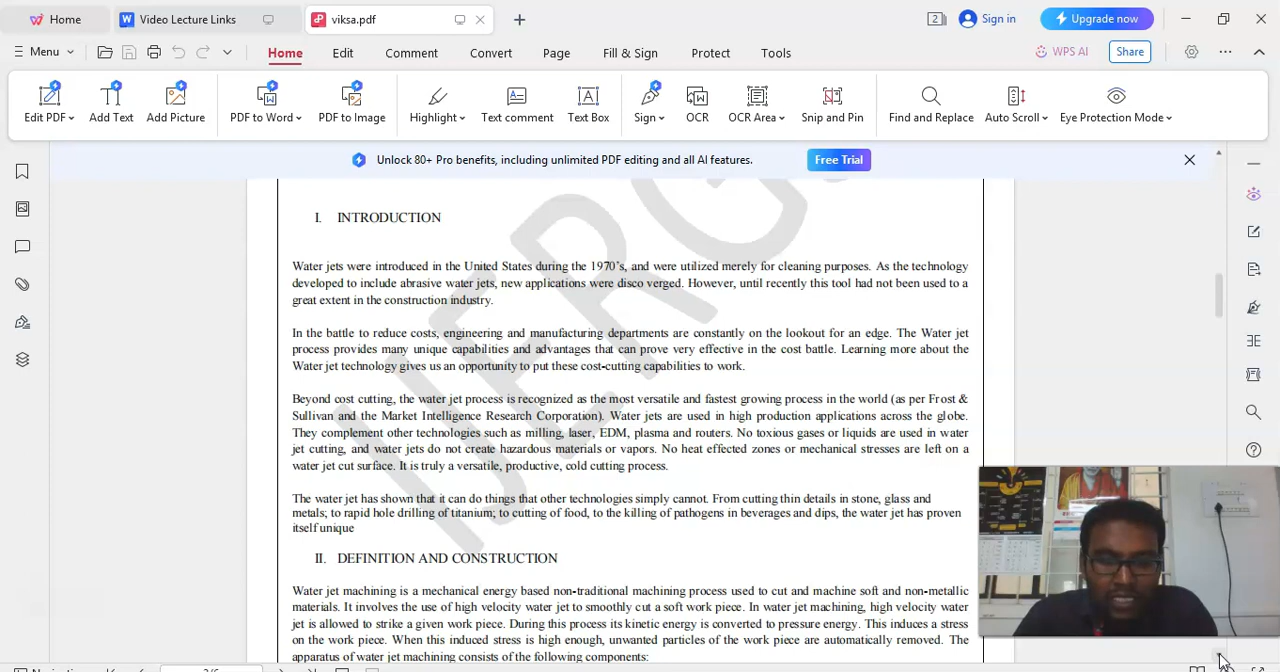 Home
Video Lecture Links
viksa.pdf
Sign in
Upgrade now
Menu
Home
Edit
Comment
Convert
Page
Fill & Sign
Protect
Tools
WPS AI
Share
Edit PDF
Add Text
Add Picture
PDF to Word
PDF to Image
Highlight
Text comment
Text Box
Sign
OCR
OCR Area
Snip and Pin
Find and Replace
Auto Scroll
Eye Protection Mode
Unlock 80+ Pro benefits, including unlimited PDF editing and all AI features.
Free Trial
I. INTRODUCTION
Water jets were introduced in the United States during the 1970's, and were utilized merely for cleaning purposes. As the technology
developed to include abrasive water jets, new applications were disco verged. However, until recently this tool had not been used to a
great extent in the construction industry.
In the battle to reduce costs, engineering and manufacturing departments are constantly on the lookout for an edge. The Water jet
process provides many unique capabilities and advantages that can prove very effective in the cost battle. Learning more about the
Water jet technology gives us an opportunity to put these cost-cutting capabilities to work.
Beyond cost cutting, the water jet process is recognized as the most versatile and fastest growing process in the world (as per Frost &
Sullivan and the Market Intelligence Research Corporation). Water jets are used in high production applications across the globe.
They complement other technologies such as milling, laser, EDM, plasma and routers. No toxious gases or liquids are used in water
jet cutting, and water jets do not create hazardous materials or vapors. No heat effected zones or mechanical stresses are left on a
water jet cut surface. It is truly a versatile, productive, cold cutting process.
The water jet has shown that it can do things that other technologies simply cannot. From cutting thin details in stone, glass and
metals; to rapid hole drilling of titanium; to cutting of food, to the killing of pathogens in beverages and dips, the water jet has proven
itself unique
II. DEFINITION AND CONSTRUCTION
Water jet machining is a mechanical energy based non-traditional machining process used to cut and machine soft and non-metallic
materials. It involves the use of high velocity water jet to smoothly cut a soft work piece. In water jet machining, high velocity water
jet is allowed to strike a given work piece. During this process its kinetic energy is converted to pressure energy. This induces a stress
on the work piece. When this induced stress is high enough, unwanted particles of the work piece are automatically removed. The
apparatus of water jet machining consists of the following components: